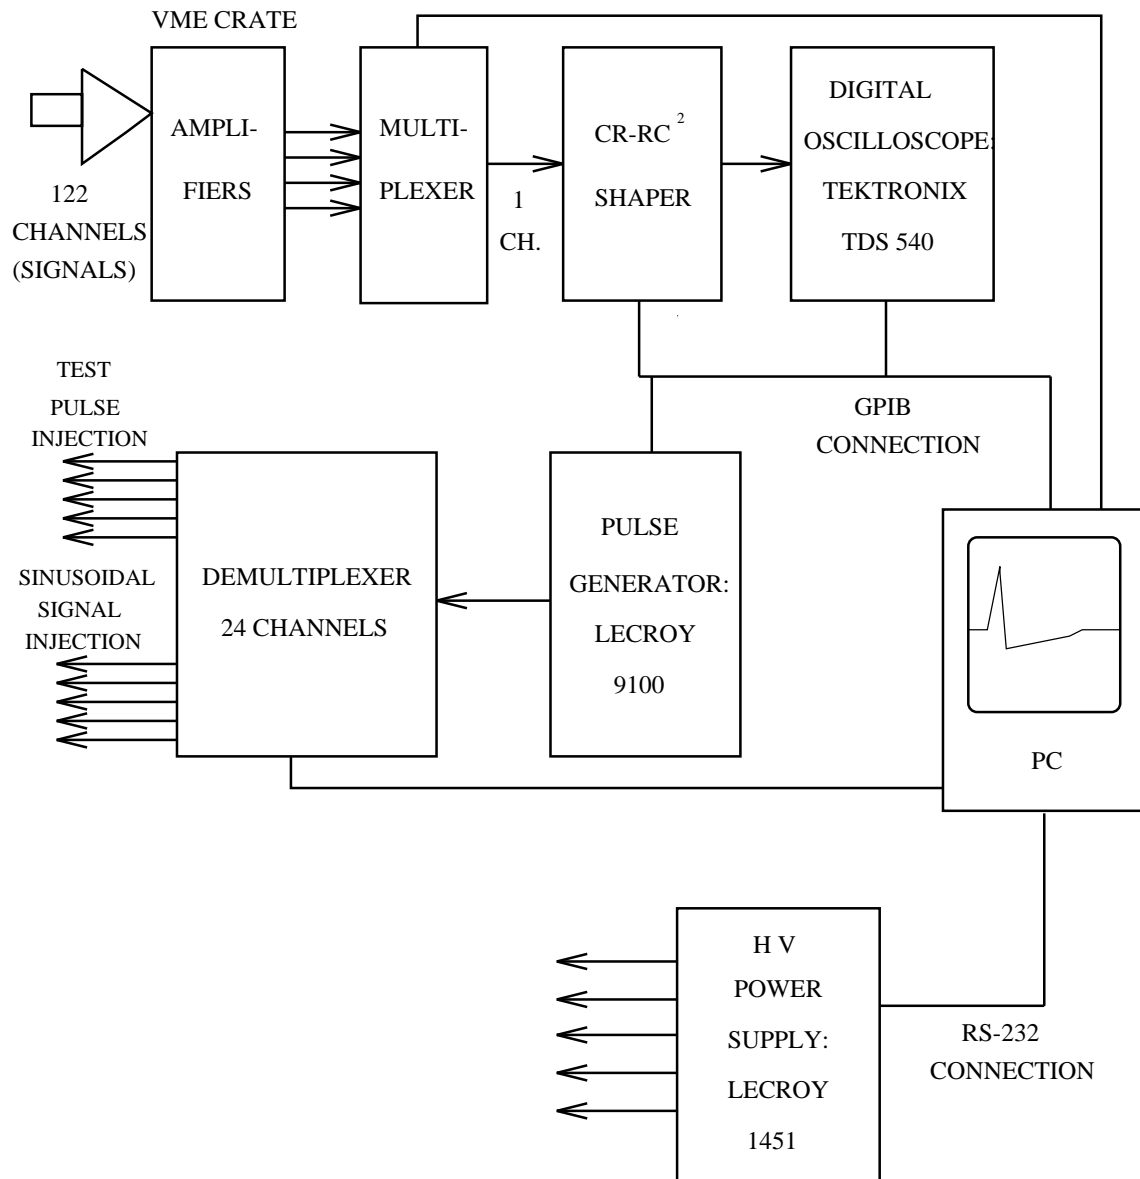 VME CRATE
AMPLI-
FIERS
MULTI-
PLEXER
CR-RC 2
SHAPER
DIGITAL
OSCILLOSCOPE:
TEKTRONIX
TDS 540
122
CHANNELS
(SIGNALS)
1
CH.
TEST
PULSE
INJECTION
GPIB
CONNECTION
SINUSOIDAL
SIGNAL
INJECTION
DEMULTIPLEXER
24 CHANNELS
PULSE
GENERATOR:
LECROY
9100
PC
H V
POWER
SUPPLY:
LECROY
1451
RS-232
CONNECTION